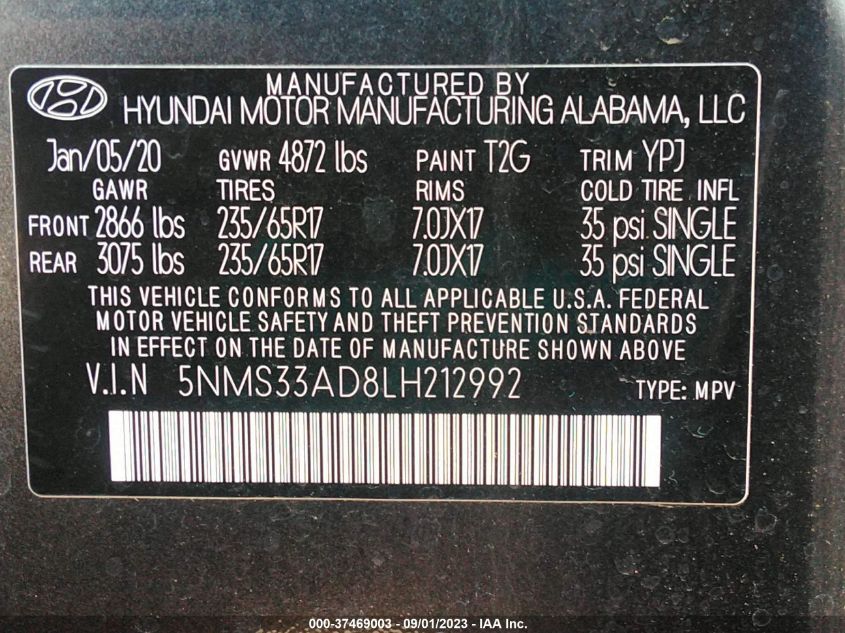 MANUFACTURED BY
HYUNDAI MOTOR MANUFACTURING ALABAMA, LLC
Jan/05/20 GVWR 4872 lbs PAINT T2G TRIM YPJ
GAWR TIRES RIMS COLD TIRE INFL
FRONT 2866 lbs 235/65R17 7.0JX17 35 psi SINGLE
REAR 3075 lbs 235/65R17 7.0JX17 35 psi SINGLE
THIS VEHICLE CONFORMS TO ALL APPLICABLE U.S.A. FEDERAL
MOTOR VEHICLE SAFETY AND THEFT PREVENTION STANDARDS
IN EFFECT ON THE DATE OF MANUFACTURE SHOWN ABOVE
V.I.N 5NMS33AD8LH212992 TYPE: MPV
000-37469003 - 09/01/2023 - IAA Inc.